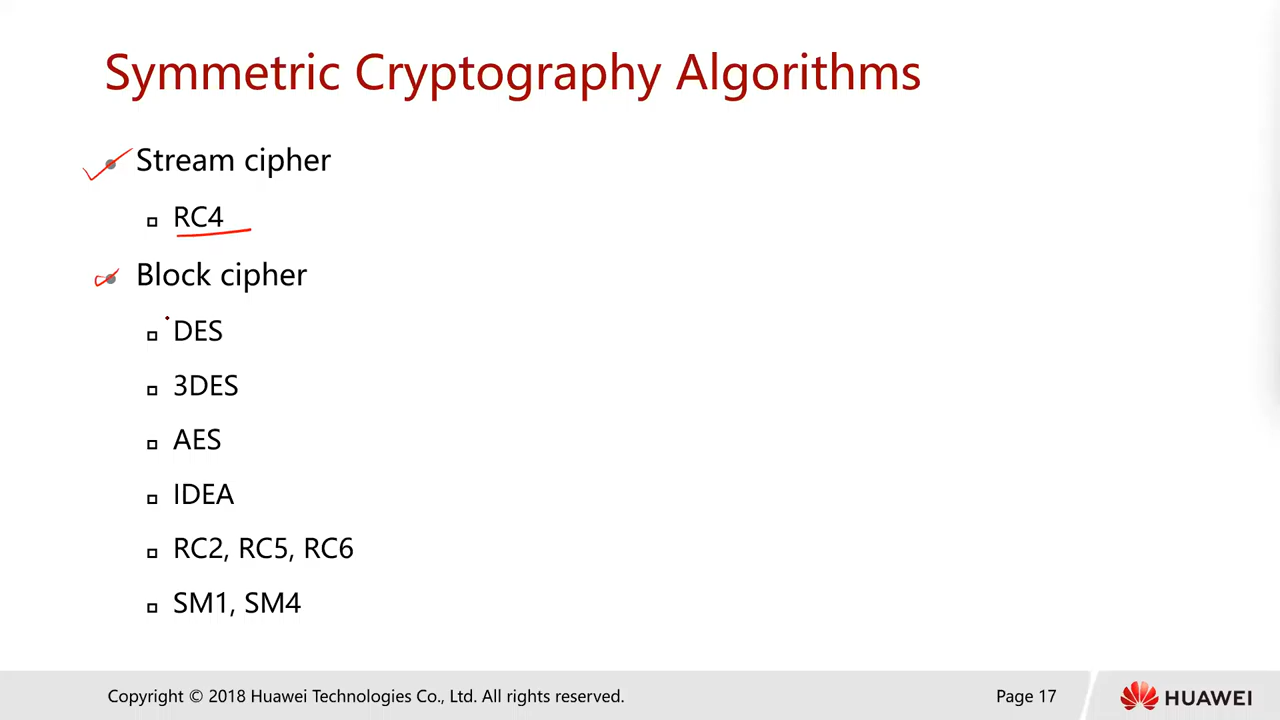 Symmetric Cryptography Algorithms
Stream cipher
RC4
Block cipher
DES
3DES
AES
IDEA
RC2, RC5, RC6
SM1, SM4
Copyright © 2018 Huawei Technologies Co., Ltd. All rights reserved.
Page 17
HUAWEI